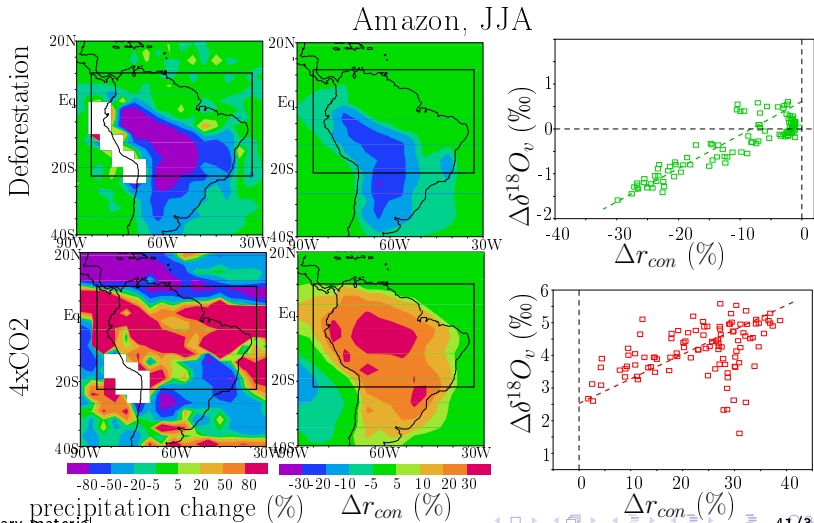 Amazon, JJA
Deforestation
20N
Eq
20S
40S
90W 60W 30W
20N
Eq
20S
40S
90W 60W 30W
Δδ¹⁸Oᵥ (‰)
1
0
-1
-2
-40 -30 -20 -10 0
Δr_con (%)
4xCO2
20N
Eq
20S
40S
90W 60W 30W
20N
Eq
20S
40S
90W 60W 30W
Δδ¹⁸Oᵥ (‰)
6
5
4
3
2
1
0 10 20 30 40
Δr_con (%)
-80 -50 -20 -5 5 20 50 80
precipitation change (%)
-30 -20 -10 -5 5 10 20 30
Δr_con (%)